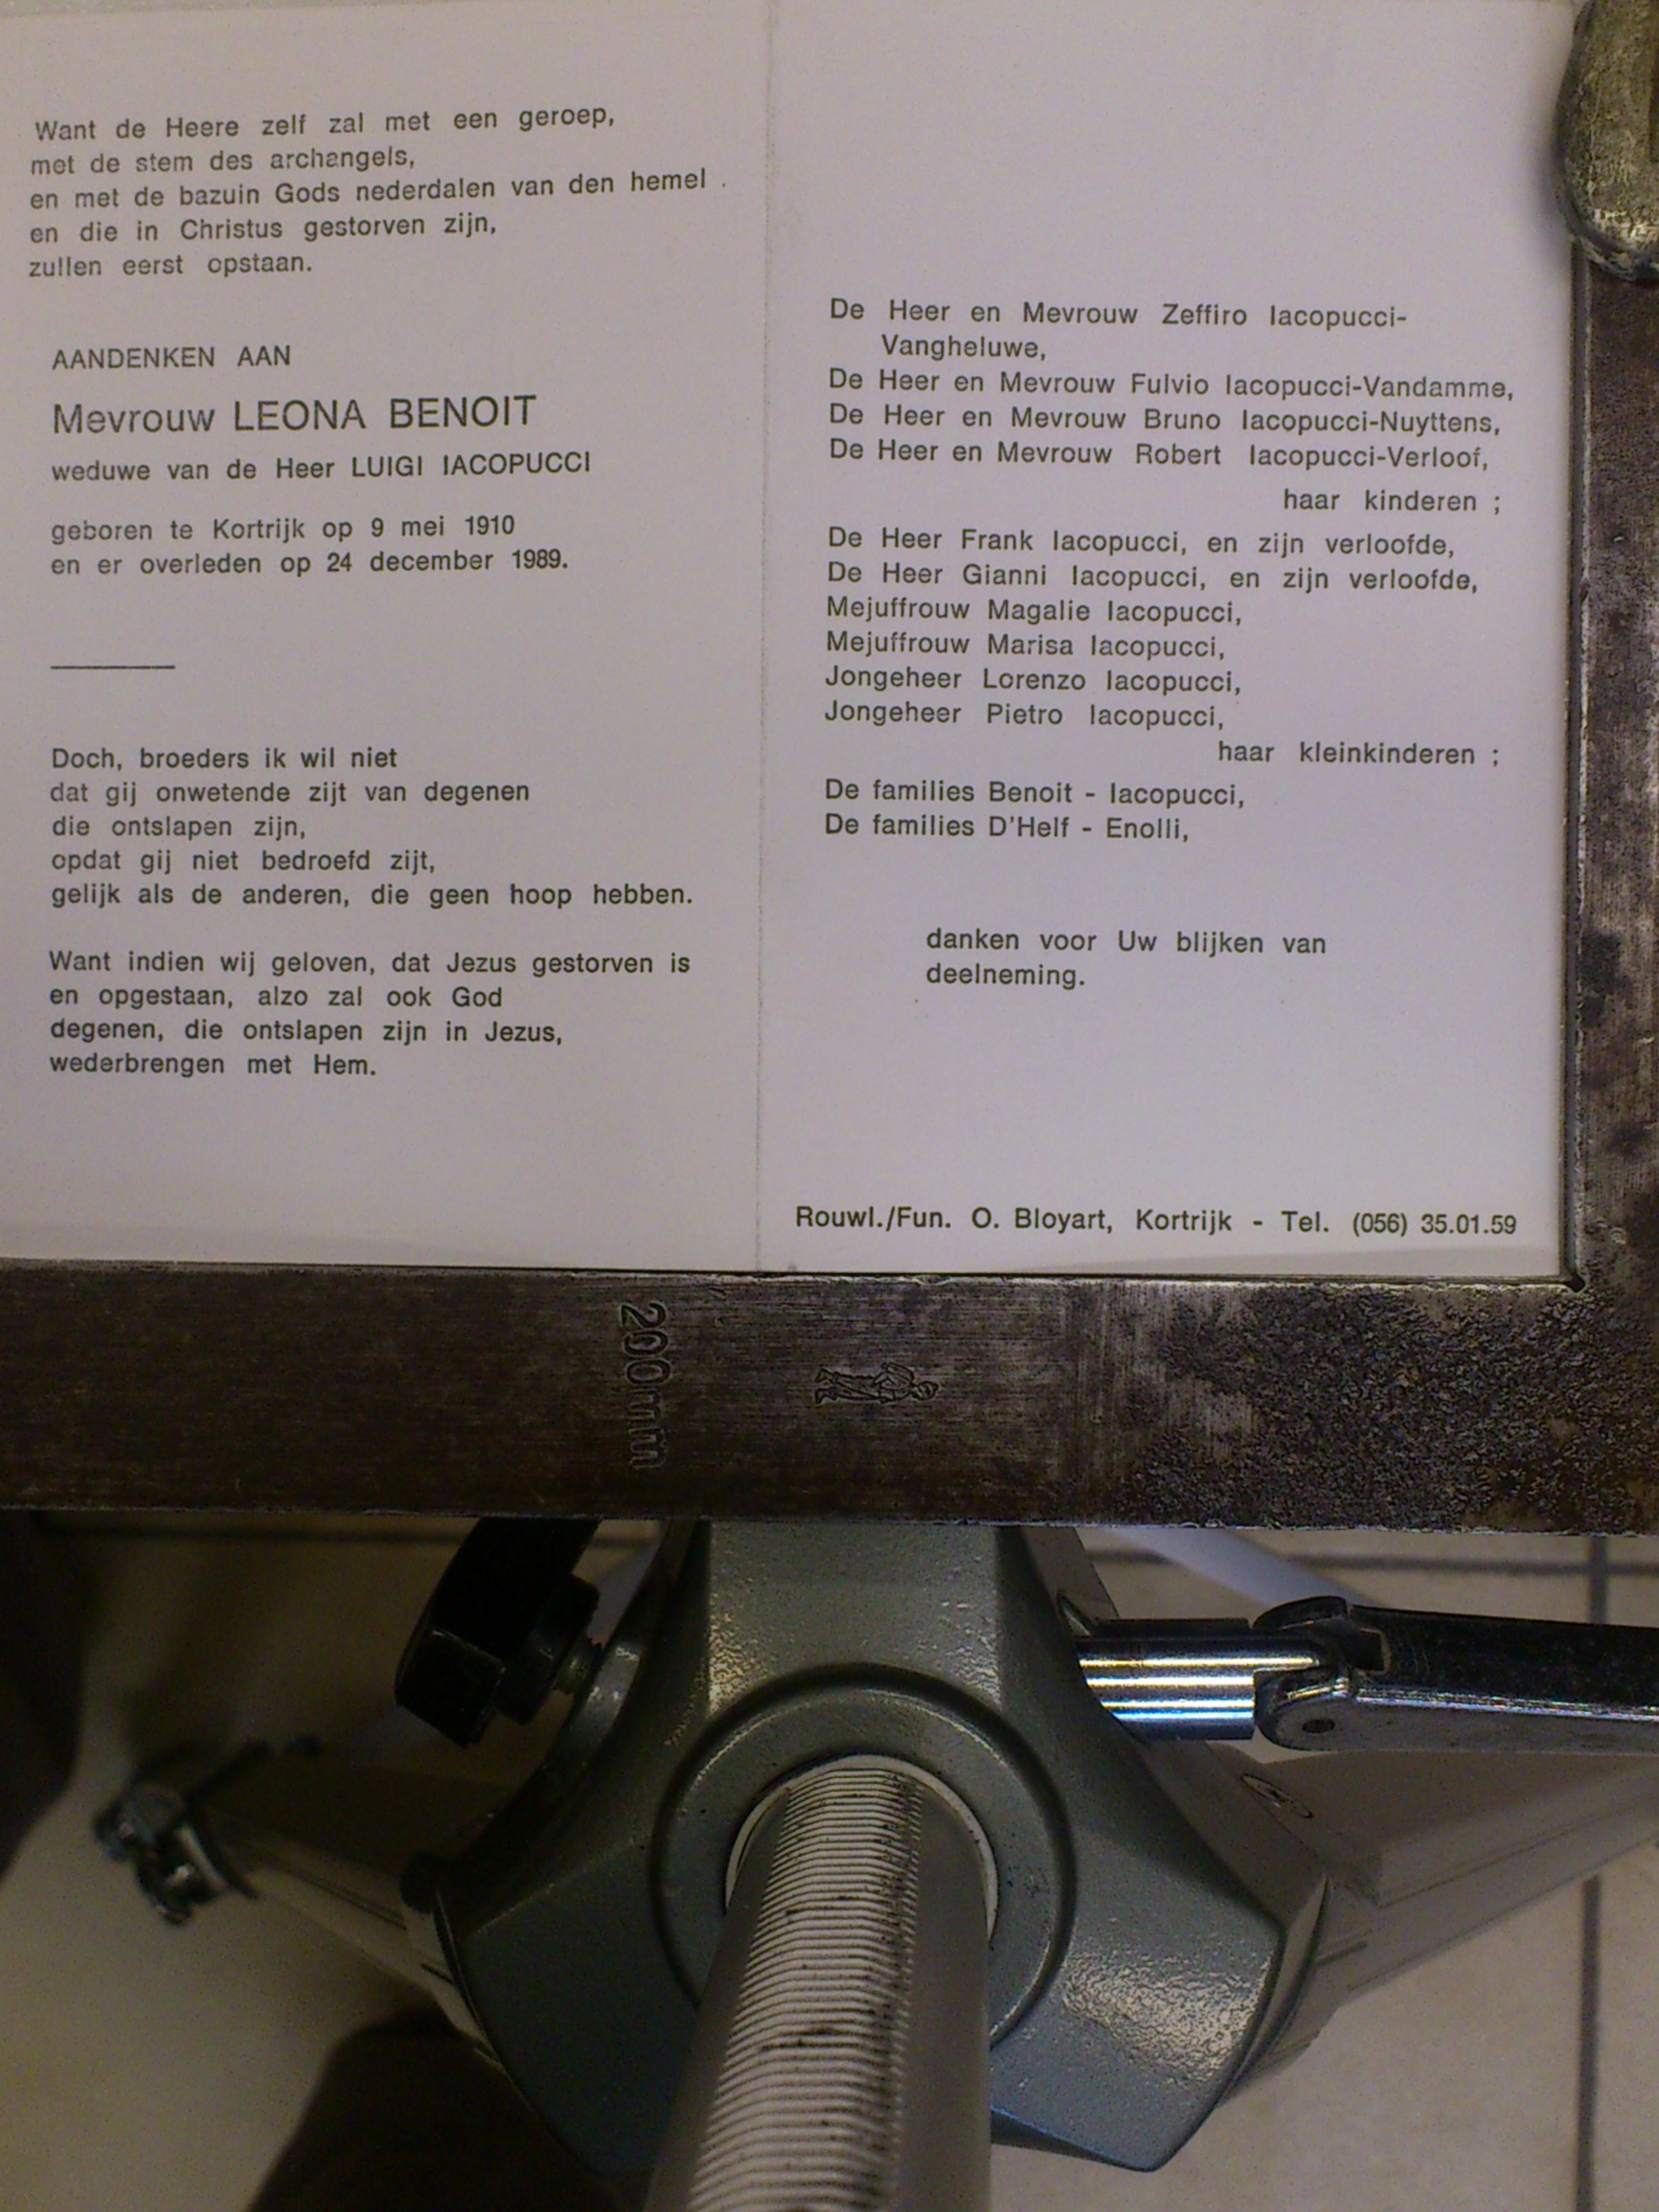 Want de Heere zelf zal met een geroep,
met de stem des archangels,
en met de bazuin Gods nederdalen van den hemel .
en die in Christus gestorven zijn,
zullen eerst opstaan.
AANDENKEN AAN
Mevrouw LEONA BENOIT
weduwe van de Heer LUIGI IACOPUCCI
geboren te Kortrijk op 9 mei 1910
en er overleden op 24 december 1989.
Doch, broeders ik wil niet
dat gij onwetende zijt van degenen
die ontslapen zijn,
opdat gij niet bedroefd zijt,
gelijk als de anderen, die geen hoop hebben.
Want indien wij geloven, dat Jezus gestorven is
en opgestaan, alzo zal ook God
degenen, die ontslapen zijn in Jezus,
wederbrengen met Hem.
De Heer en Mevrouw Zeffiro Iacopucci-
Vangheluwe,
De Heer en Mevrouw Fulvio Iacopucci-Vandamme,
De Heer en Mevrouw Bruno Iacopucci-Nuyttens,
De Heer en Mevrouw Robert Iacopucci-Verloof,
haar kinderen ;
De Heer Frank Iacopucci, en zijn verloofde,
De Heer Gianni Iacopucci, en zijn verloofde,
Mejuffrouw Magalie Iacopucci,
Mejuffrouw Marisa Iacopucci,
Jongeheer Lorenzo Iacopucci,
Jongeheer Pietro Iacopucci,
haar kleinkinderen ;
De families Benoit - Iacopucci,
De families D'Helf - Enolli,
danken voor Uw blijken van
deelneming.
Rouwl./Fun. O. Bloyart, Kortrijk - Tel. (056) 35.01.59
200mm